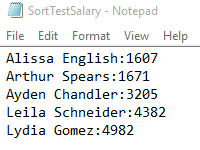 SortTestSalary - Notepad
File Edit Format View Help
Alissa English:1607
Arthur Spears:1671
Ayden Chandler:3205
Leila Schneider:4382
Lydia Gomez:4982